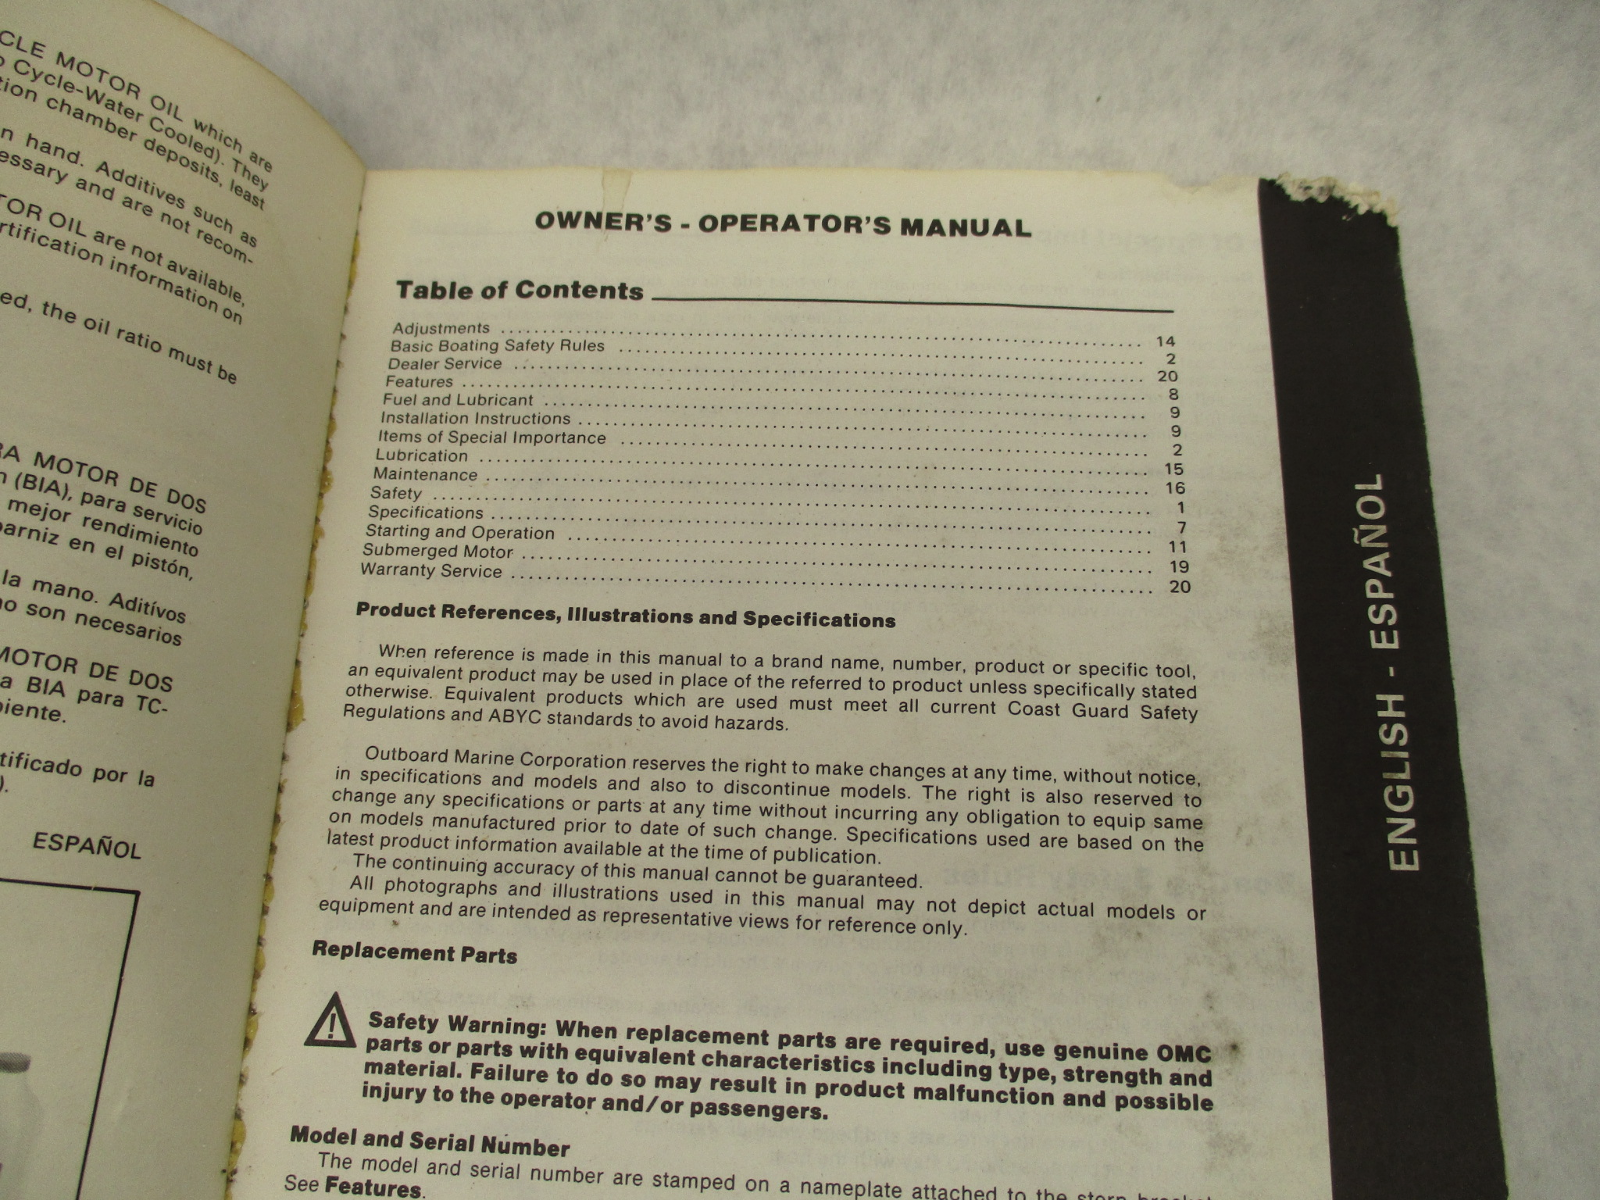 CLE MOTOR OIL which are
Cycle-Water Cooled). They
tion chamber deposits, least
n hand. Additives such as
essary and are not recom-
TOR OIL are not available,
rtification information on
ed, the oil ratio must be
RA MOTOR DE DOS
n (BIA), para servicio
mejor rendimiento
barniz en el pistón,
la mano. Aditívos
no son necesarios
MOTOR DE DOS
a BIA para TC-
biente.
tificado por la
).
ESPAÑOL
OWNER'S - OPERATOR'S MANUAL
Table of Contents
Adjustments ........ 14
Basic Boating Safety Rules ........ 2
Dealer Service ........ 20
Features ........ 8
Fuel and Lubricant ........ 9
Installation Instructions ........ 9
Items of Special Importance ........ 2
Lubrication ........ 15
Maintenance ........ 16
Safety ........ 1
Specifications ........ 7
Starting and Operation ........ 11
Submerged Motor ........ 19
Warranty Service ........ 20
Product References, Illustrations and Specifications
When reference is made in this manual to a brand name, number, product or specific tool,
an equivalent product may be used in place of the referred to product unless specifically stated
otherwise. Equivalent products which are used must meet all current Coast Guard Safety
Regulations and ABYC standards to avoid hazards.
Outboard Marine Corporation reserves the right to make changes at any time, without notice,
in specifications and models and also to discontinue models. The right is also reserved to
change any specifications or parts at any time without incurring any obligation to equip same
on models manufactured prior to date of such change. Specifications used are based on the
latest product information available at the time of publication.
The continuing accuracy of this manual cannot be guaranteed.
All photographs and illustrations used in this manual may not depict actual models or
equipment and are intended as representative views for reference only.
Replacement Parts
Safety Warning: When replacement parts are required, use genuine OMC
parts or parts with equivalent characteristics including type, strength and
material. Failure to do so may result in product malfunction and possible
injury to the operator and/or passengers.
Model and Serial Number
The model and serial number are stamped on a nameplate attached to the stern bracket.
See Features.
ENGLISH - ESPAÑOL